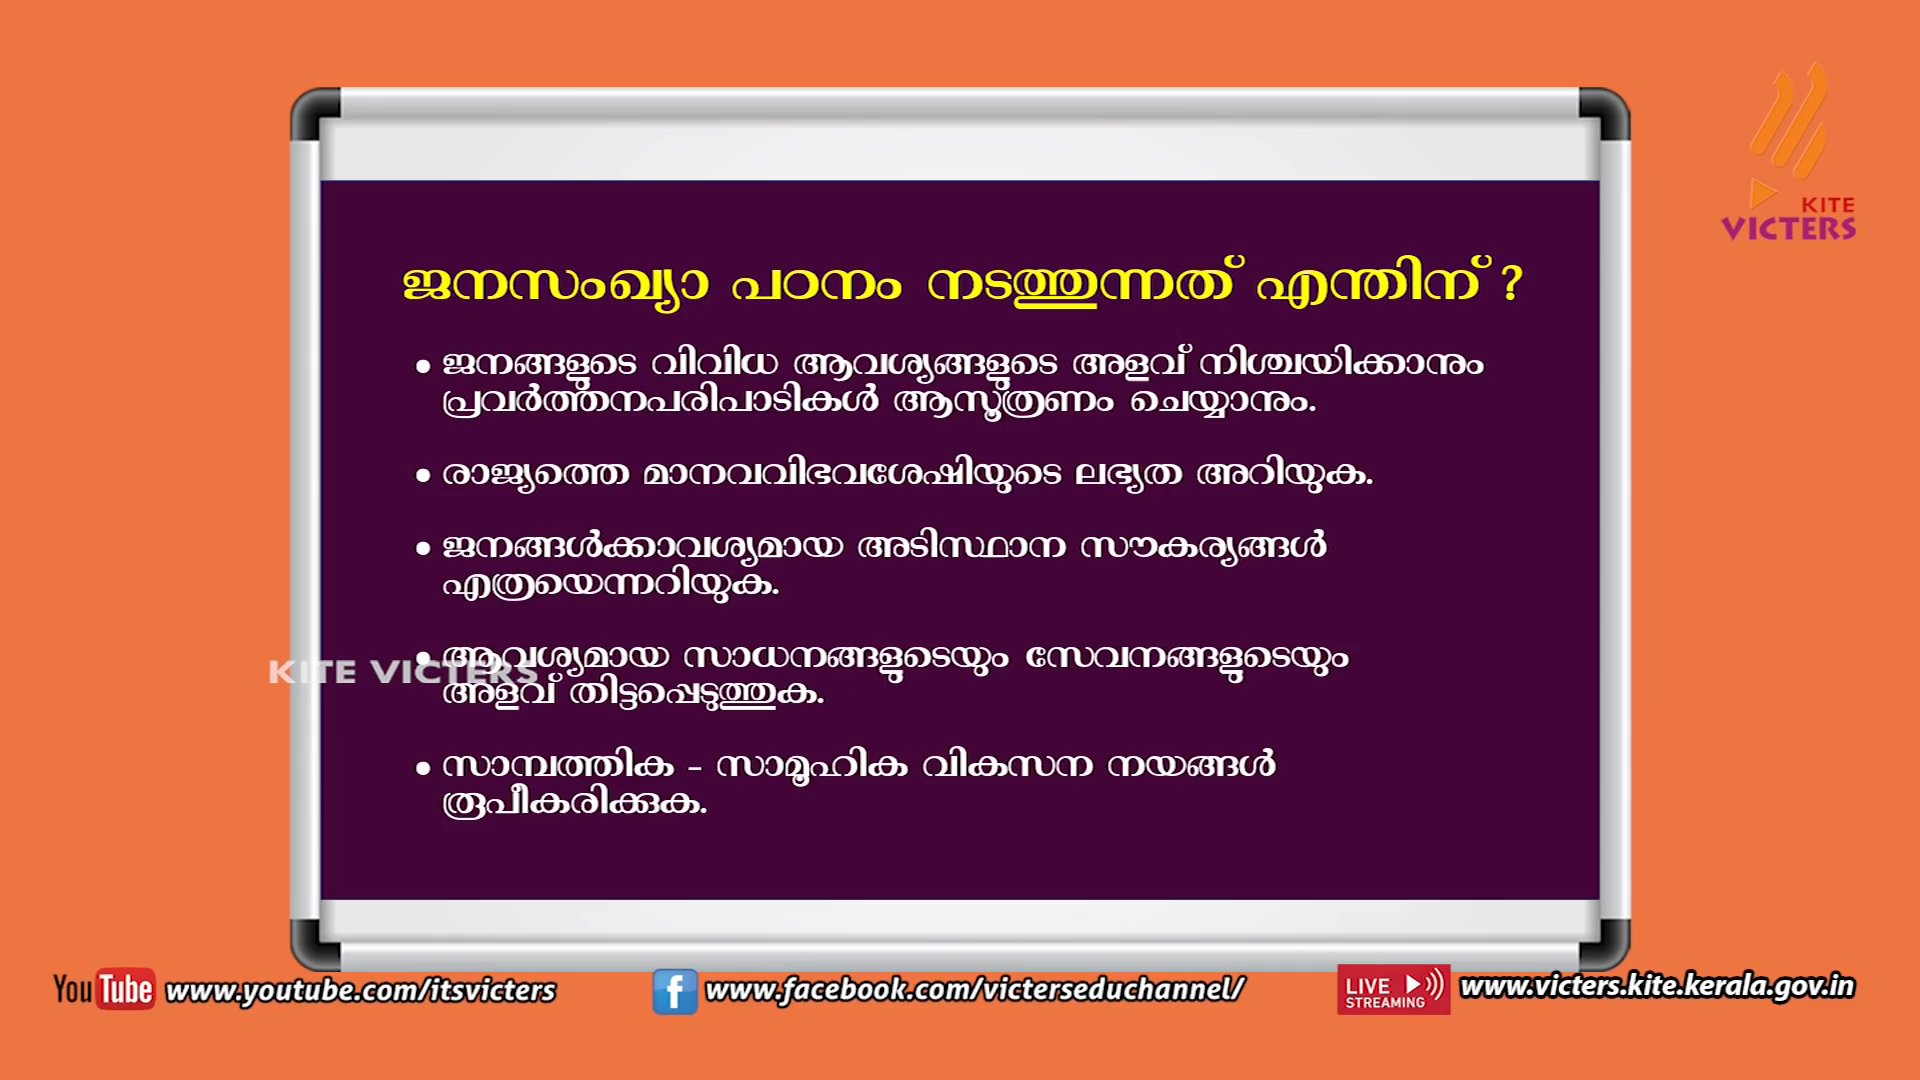 KITE
VICTERS
ജനസംഖ്യാ പഠനം നടത്തുന്നത് എന്തിന് ?
• ജനങ്ങളുടെ വിവിധ ആവശ്യങ്ങളുടെ അളവ് നിശ്ചയിക്കാനും
പ്രവർത്തനപരിപാടികൾ ആസൂത്രണം ചെയ്യാനും.
• രാജ്യത്തെ മാനവവിഭവശേഷിയുടെ ലഭ്യത അറിയുക.
• ജനങ്ങൾക്കാവശ്യമായ അടിസ്ഥാന സൗകര്യങ്ങൾ
എത്രയെന്നറിയുക.
• ആവശ്യമായ സാധനങ്ങളുടെയും സേവനങ്ങളുടെയും
KITE VICTERS
അളവ് തിട്ടപ്പെടുത്തുക.
• സാമ്പത്തിക - സാമൂഹിക വികസന നയങ്ങൾ
രൂപീകരിക്കുക.
YouTube www.youtube.com/itsvicters
f www.facebook.com/victerseduchannel/
LIVE STREAMING www.victers.kite.kerala.gov.in